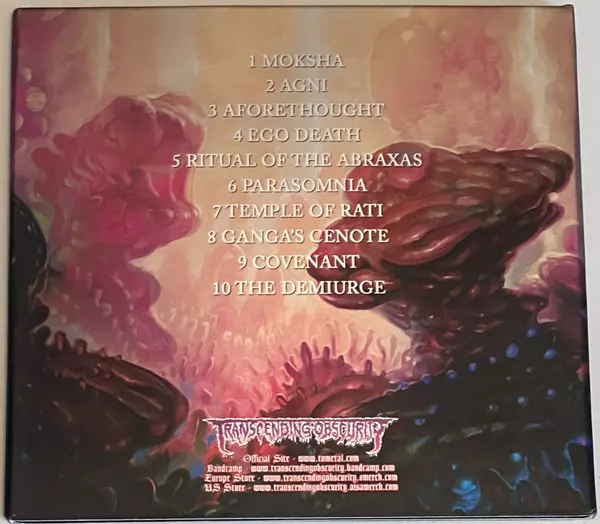 1 MOKSHA
2 AGNI
3 AFORETHOUGHT
4 EGO DEATH
5 RITUAL OF THE ABRAXAS
6 PARASOMNIA
7 TEMPLE OF RATI
8 GANGA'S CENOTE
9 COVENANT
10 THE DEMIURGE
TRANSCENDING OBSCURITY
Official Site - www.tometal.com
Bandcamp - www.transcendingobscurity.bandcamp.com
Europe Store - www.transcendingobscurity.8merch.com
US Store - www.transcendingobscurity.aisamerch.com